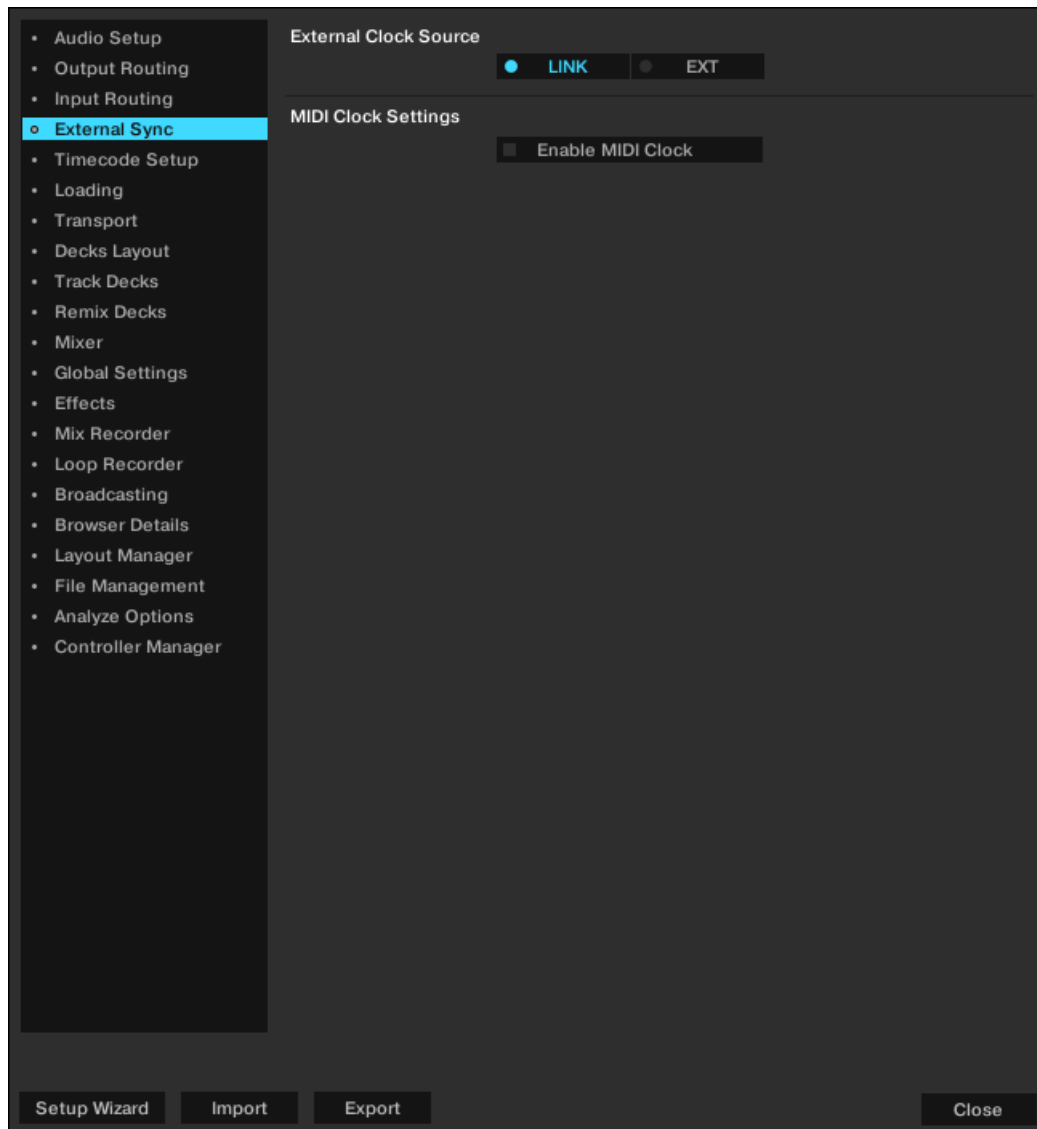 Audio Setup
Output Routing
Input Routing
External Sync
Timecode Setup
Loading
Transport
Decks Layout
Track Decks
Remix Decks
Mixer
Global Settings
Effects
Mix Recorder
Loop Recorder
Broadcasting
Browser Details
Layout Manager
File Management
Analyze Options
Controller Manager
External Clock Source
LINK EXT
MIDI Clock Settings
Enable MIDI Clock
Setup Wizard Import Export Close